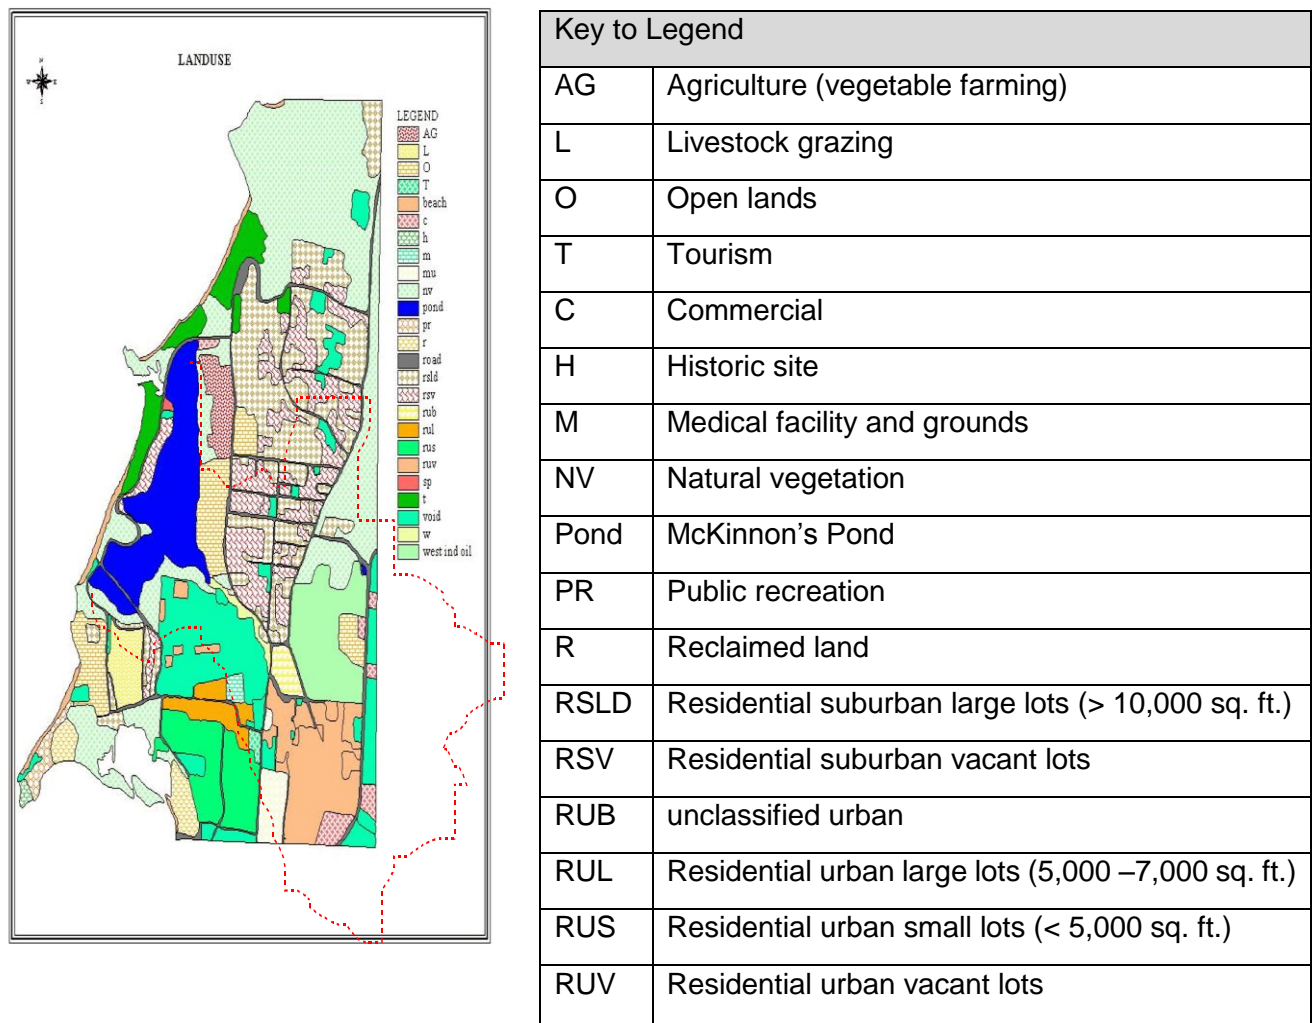 LANDUSE
N
W E
S
LEGEND
AG
L
O
T
beach
c
h
m
mu
nv
pond
pr
r
road
rsld
rsv
rub
rul
rus
ruv
sp
t
void
w
west ind oil
Key to Legend
AG Agriculture (vegetable farming)
L Livestock grazing
O Open lands
T Tourism
C Commercial
H Historic site
M Medical facility and grounds
NV Natural vegetation
Pond McKinnon’s Pond
PR Public recreation
R Reclaimed land
RSLD Residential suburban large lots (> 10,000 sq. ft.)
RSV Residential suburban vacant lots
RUB unclassified urban
RUL Residential urban large lots (5,000 –7,000 sq. ft.)
RUS Residential urban small lots (< 5,000 sq. ft.)
RUV Residential urban vacant lots